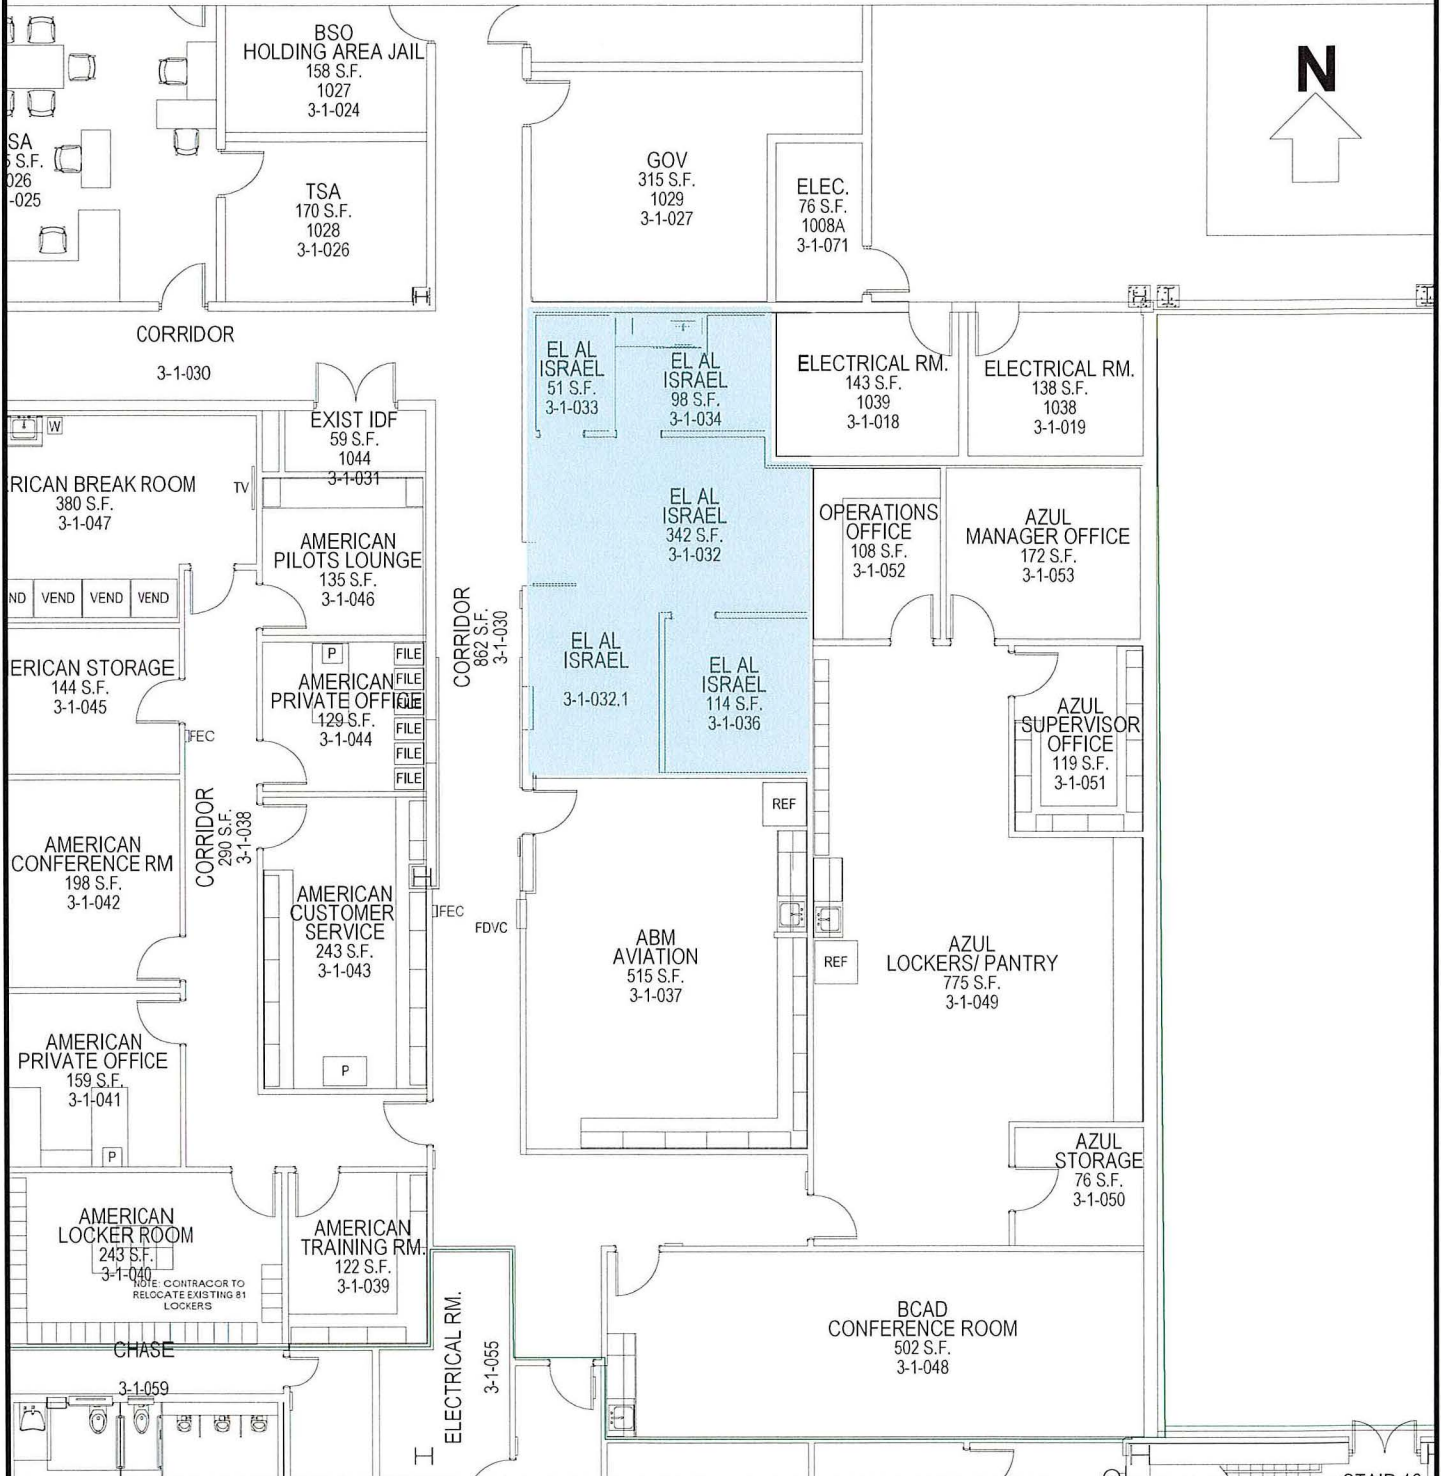 BSO
HOLDING AREA JAIL
158 S.F.
1027
3-1-024
N
SA
5 S.F.
026
-025
TSA
170 S.F.
1028
3-1-026
GOV
315 S.F.
1029
3-1-027
ELEC.
76 S.F.
1008A
3-1-071
CORRIDOR
3-1-030
EL AL
ISRAEL
51 S.F.
3-1-033
EL AL
ISRAEL
98 S.F.
3-1-034
ELECTRICAL RM.
143 S.F.
1039
3-1-018
ELECTRICAL RM.
138 S.F.
1038
3-1-019
EXIST IDF
59 S.F.
1044
3-1-031
W
RICAN BREAK ROOM
380 S.F.
3-1-047
TV
EL AL
ISRAEL
342 S.F.
3-1-032
OPERATIONS
OFFICE
108 S.F.
3-1-052
AZUL
MANAGER OFFICE
172 S.F.
3-1-053
AMERICAN
PILOTS LOUNGE
135 S.F.
3-1-046
ND
VEND
VEND
VEND
CORRIDOR
862 S.F.
3-1-030
EL AL
ISRAEL
3-1-032.1
EL AL
ISRAEL
114 S.F.
3-1-036
ERICAN STORAGE
144 S.F.
3-1-045
P
FILE
FILE
FILE
FILE
FILE
FILE
AMERICAN
PRIVATE OFFICE
129 S.F.
3-1-044
FEC
AZUL
SUPERVISOR
OFFICE
119 S.F.
3-1-051
REF
CORRIDOR
290 S.F.
3-1-038
AMERICAN
CONFERENCE RM
198 S.F.
3-1-042
AMERICAN
CUSTOMER
SERVICE
243 S.F.
3-1-043
FEC
FDVC
ABM
AVIATION
515 S.F.
3-1-037
REF
AZUL
LOCKERS/ PANTRY
775 S.F.
3-1-049
AMERICAN
PRIVATE OFFICE
159 S.F.
3-1-041
P
P
AZUL
STORAGE
76 S.F.
3-1-050
AMERICAN
LOCKER ROOM
243 S.F.
3-1-040
NOTE: CONTRACOR TO
RELOCATE EXISTING 81
LOCKERS
AMERICAN
TRAINING RM.
122 S.F.
3-1-039
BCAD
CONFERENCE ROOM
502 S.F.
3-1-048
CHASE
3-1-059
ELECTRICAL RM.
3-1-055